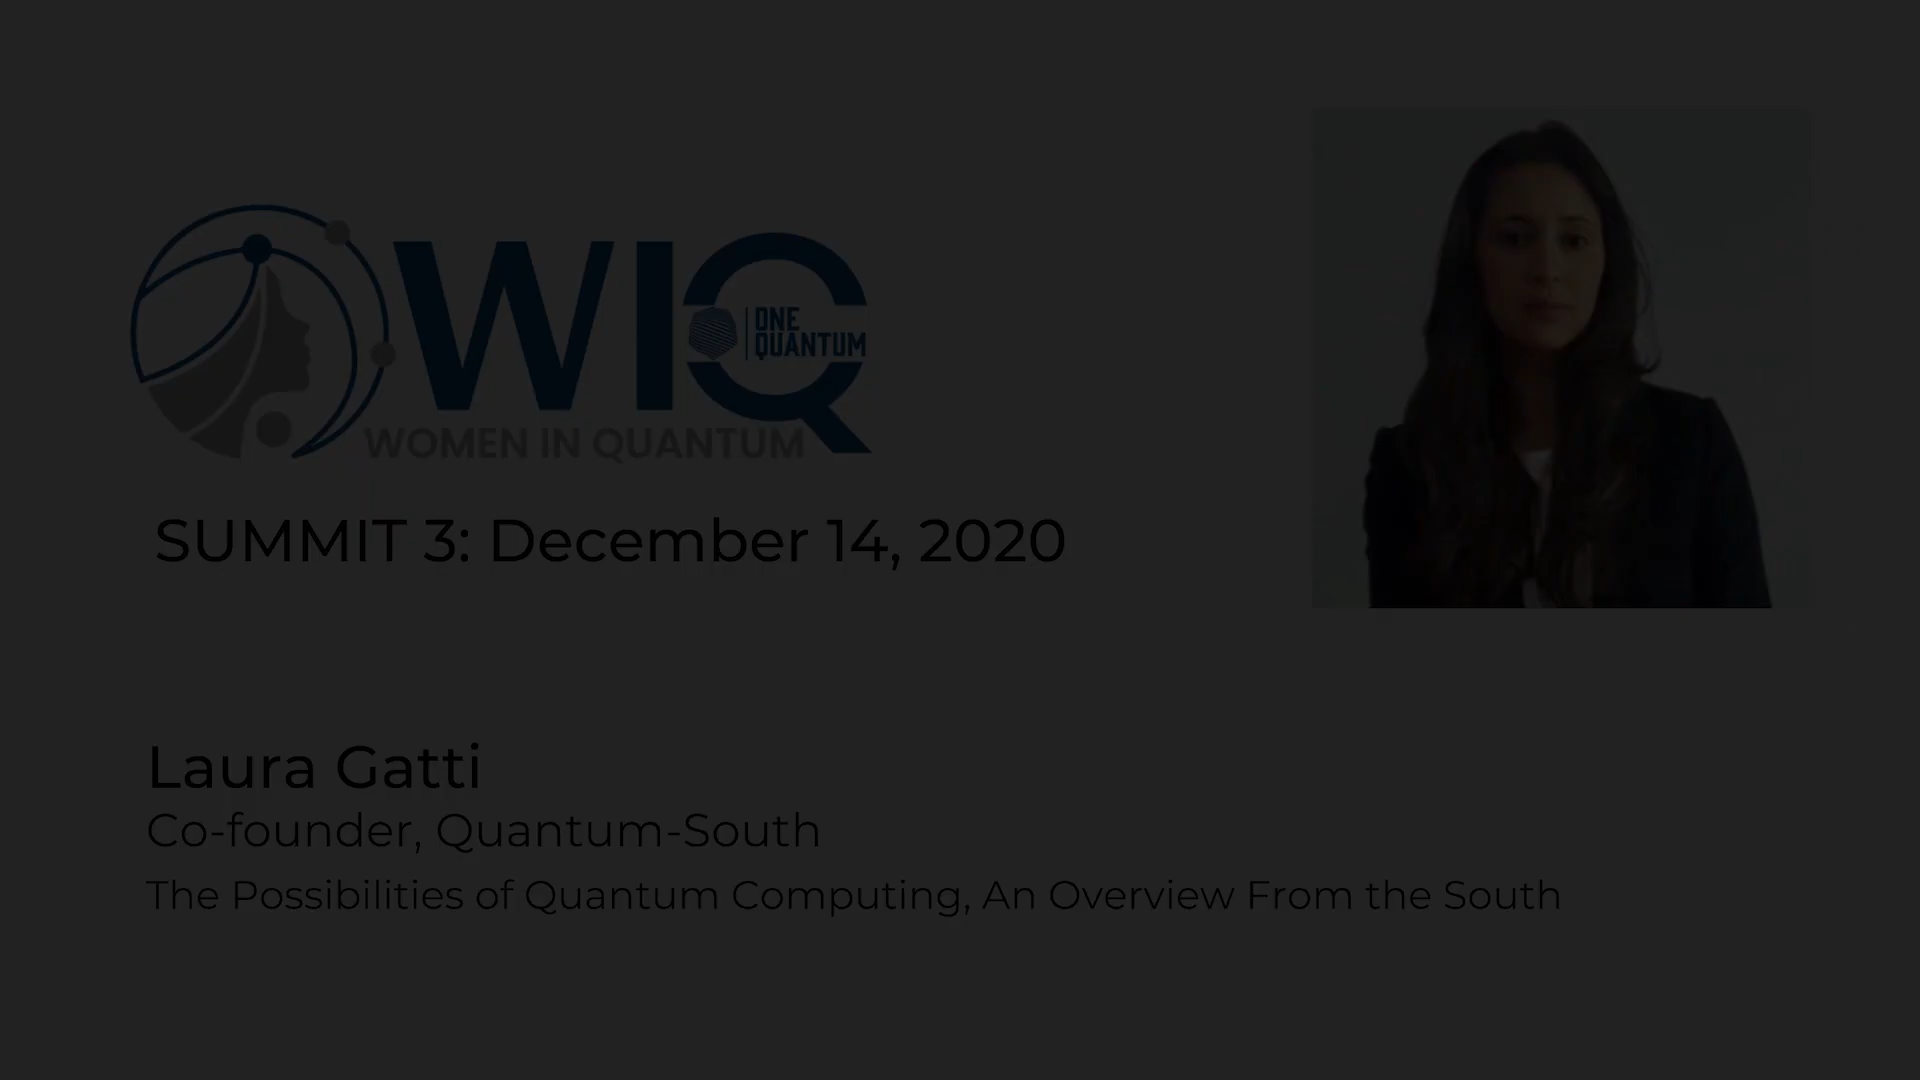 WIQ
ONE
QUANTUM
WOMEN IN QUANTUM
SUMMIT 3: December 14, 2020
Laura Gatti
Co-founder, Quantum-South
The Possibilities of Quantum Computing, An Overview From the South